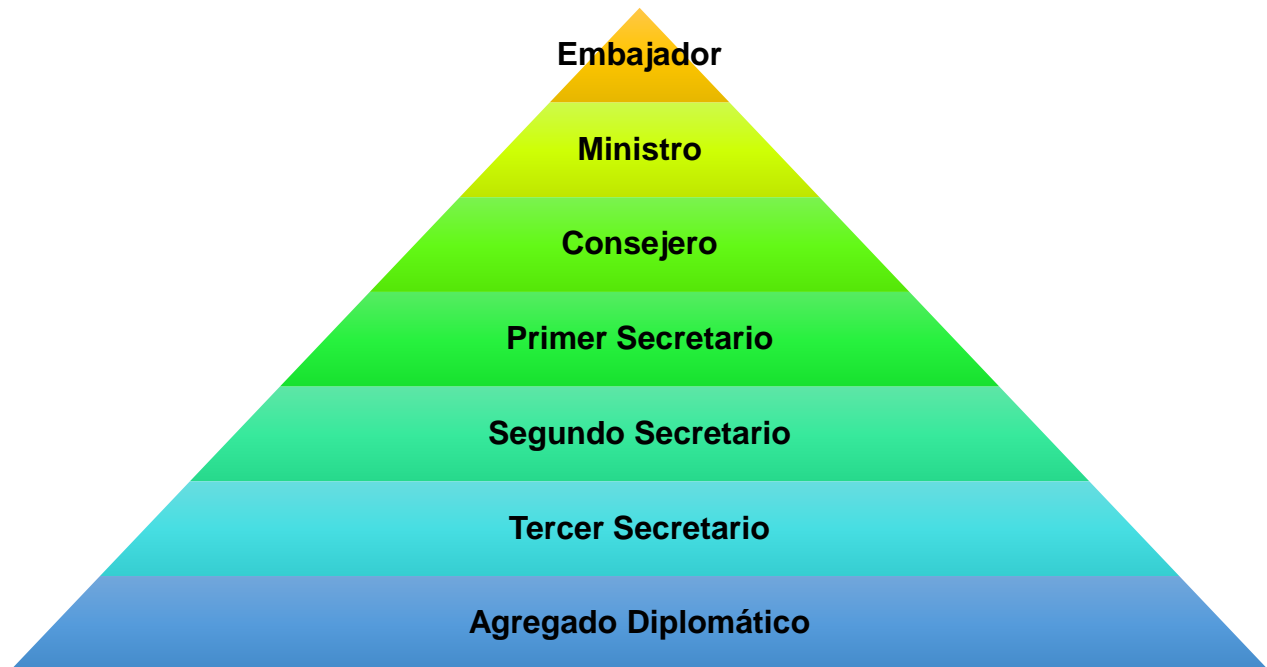 Embajador
Ministro
Consejero
Primer Secretario
Segundo Secretario
Tercer Secretario
Agregado Diplomático